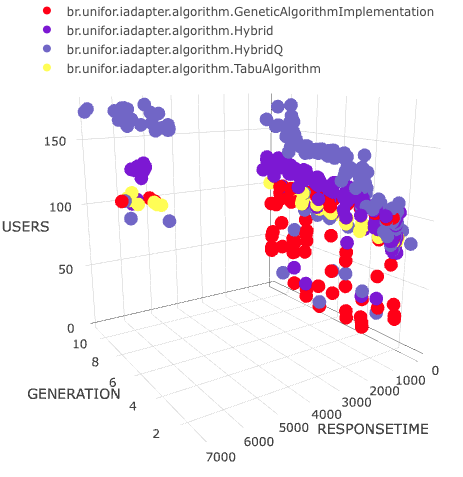 br.unifor.iadapter.algorithm.GeneticAlgorithmImplementation
br.unifor.iadapter.algorithm.Hybrid
br.unifor.iadapter.algorithm.HybridQ
br.unifor.iadapter.algorithm.TabuAlgorithm
150
100
USERS
50
0
10
8
6
GENERATION
4
2
0
1000
2000
3000
4000
RESPONSETIME
5000
6000
7000